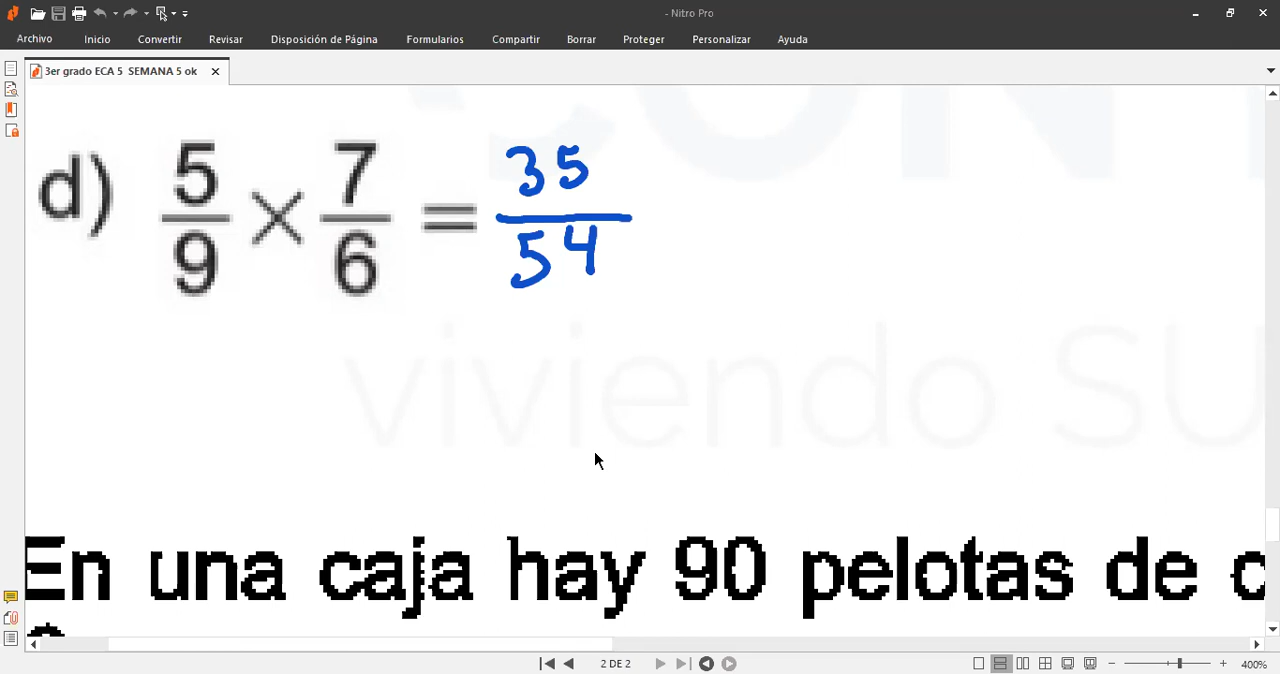 - Nitro Pro
Archivo Inicio Convertir Revisar Disposición de Página Formularios Compartir Borrar Proteger Personalizar Ayuda
3er grado ECA 5 SEMANA 5 ok
d) 5/9 × 7/6 = 35/54
viviendo SU
En una caja hay 90 pelotas de
2 DE 2
400%